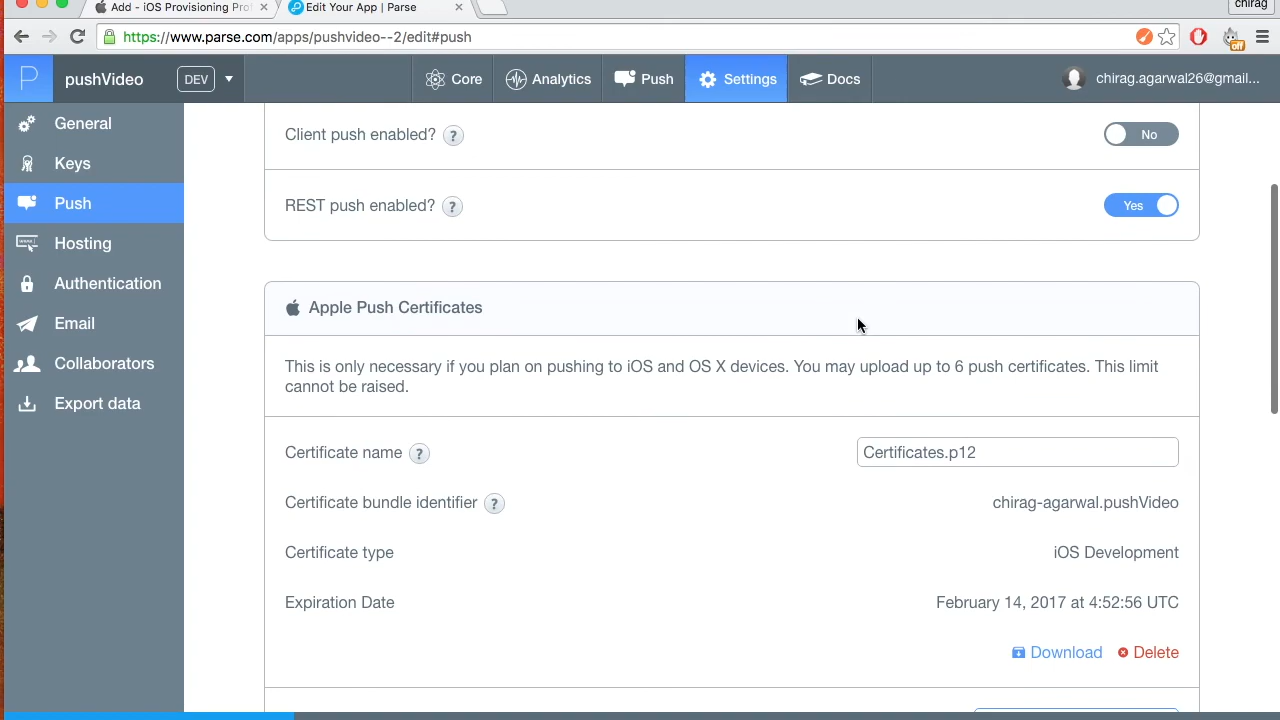 Add - iOS Provisioning Pro
Edit Your App | Parse
chirag
https://www.parse.com/apps/pushvideo--2/edit#push
off
P
pushVideo
DEV
Core
Analytics
Push
Settings
Docs
chirag.agarwal26@gmail...
General
Keys
Push
Hosting
Authentication
Email
Collaborators
Export data
Client push enabled? ?
No
REST push enabled? ?
Yes
Apple Push Certificates
This is only necessary if you plan on pushing to iOS and OS X devices. You may upload up to 6 push certificates. This limit
cannot be raised.
Certificate name ?
Certificates.p12
Certificate bundle identifier ?
chirag-agarwal.pushVideo
Certificate type
iOS Development
Expiration Date
February 14, 2017 at 4:52:56 UTC
Download
Delete